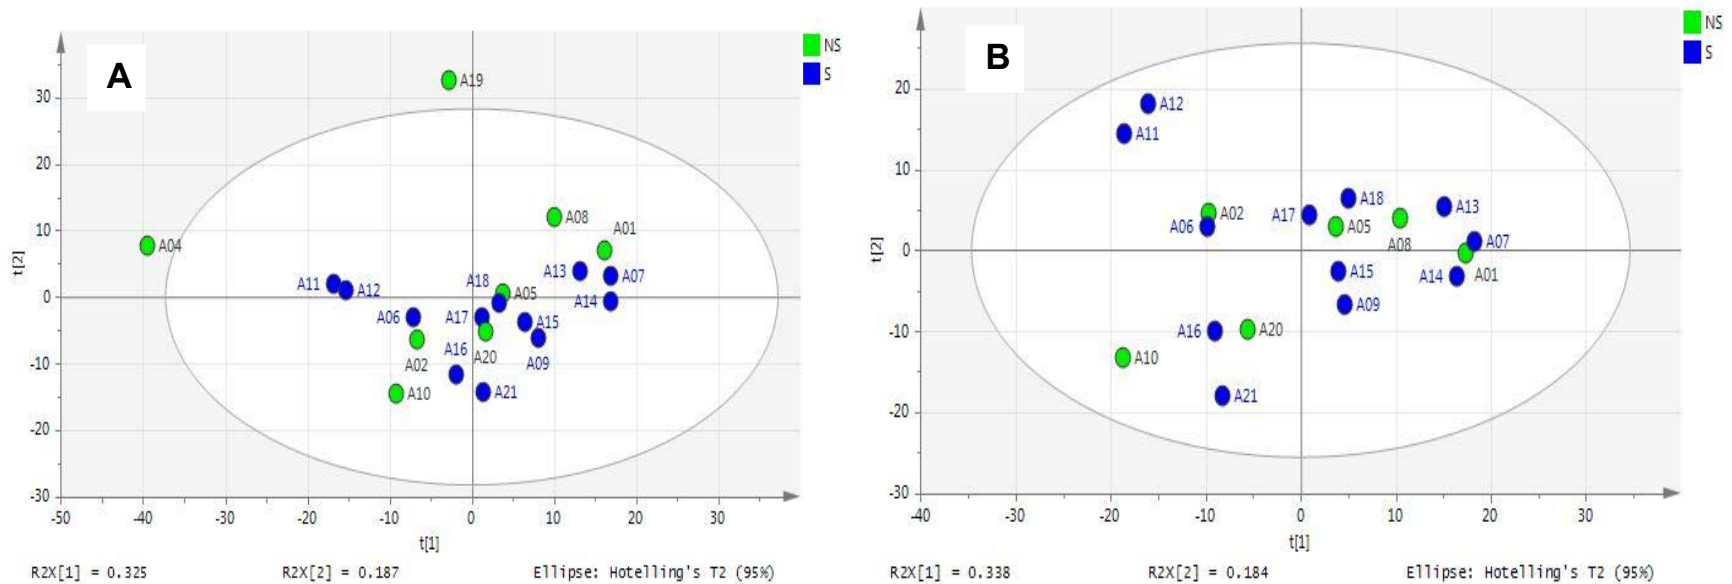 A
NS
S
A19
A08
A01
A04
A18
A13
A07
A11
A12
A05
A14
A06
A17
A15
A16
A02
A20
A09
A10
A21
30
20
10
0
-10
-20
-30
t[2]
-50 -40 -30 -20 -10 0 10 20 30
t[1]
R2X[1] = 0.325 R2X[2] = 0.187 Ellipse: Hotelling's T2 (95%)
B
NS
S
A12
A11
A18
A13
A02
A17
A06
A05
A08
A07
A15
A14
A01
A09
A16
A20
A10
A21
20
10
0
-10
-20
-30
t[2]
-40 -30 -20 -10 0 10 20 30
t[1]
R2X[1] = 0.338 R2X[2] = 0.184 Ellipse: Hotelling's T2 (95%)